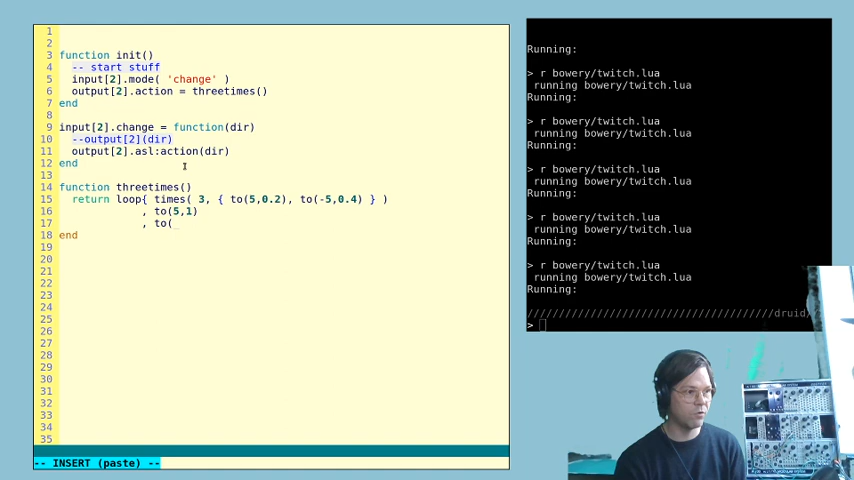 1
2
3 function init()
4   -- start stuff
5   input[2].mode( 'change' )
6   output[2].action = threetimes()
7 end
8
9 input[2].change = function(dir)
10   --output[2](dir)
11   output[2].asl:action(dir)
12 end
13
14 function threetimes()
15   return loop{ times( 3, { to(5,0.2), to(-5,0.4) } )
16              , to(5,1)
17              , to(_
18 end
19
20
21
22
23
24
25
26
27
28
29
30
31
32
33
34
35
-- INSERT (paste) --
Running:
> r bowery/twitch.lua
running bowery/twitch.lua
Running:
> r bowery/twitch.lua
running bowery/twitch.lua
Running:
> r bowery/twitch.lua
running bowery/twitch.lua
Running:
> r bowery/twitch.lua
running bowery/twitch.lua
Running:
> r bowery/twitch.lua
running bowery/twitch.lua
Running:
////////////////////////////////////////druid/
>